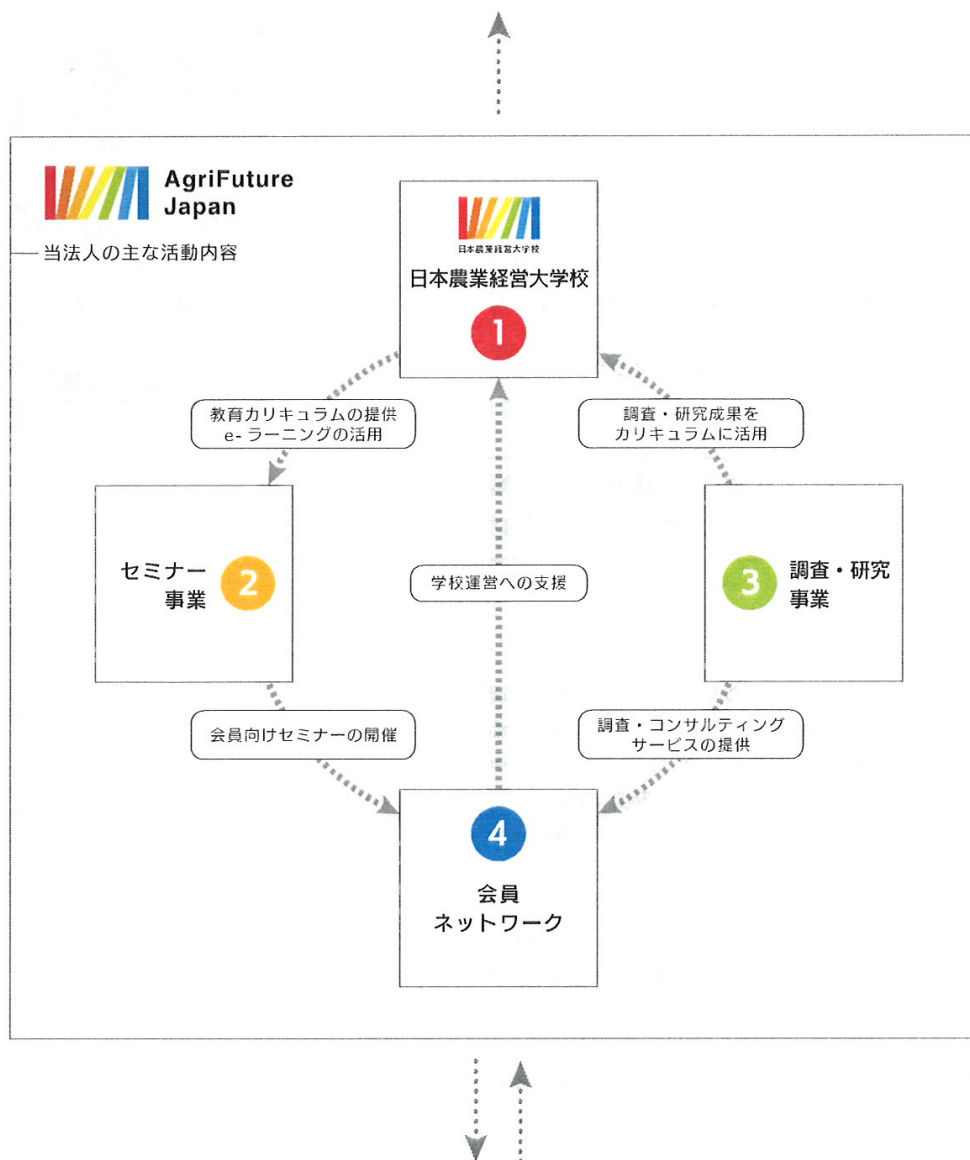 AgriFuture
Japan
当法人の主な活動内容
日本農業経営大学校
日本農業経営大学校
1
教育カリキュラムの提供
e- ラーニングの活用
調査・研究成果を
カリキュラムに活用
セミナー
事業
2
学校運営への支援
3
調査・研究
事業
会員向けセミナーの開催
調査・コンサルティング
サービスの提供
4
会員
ネットワーク